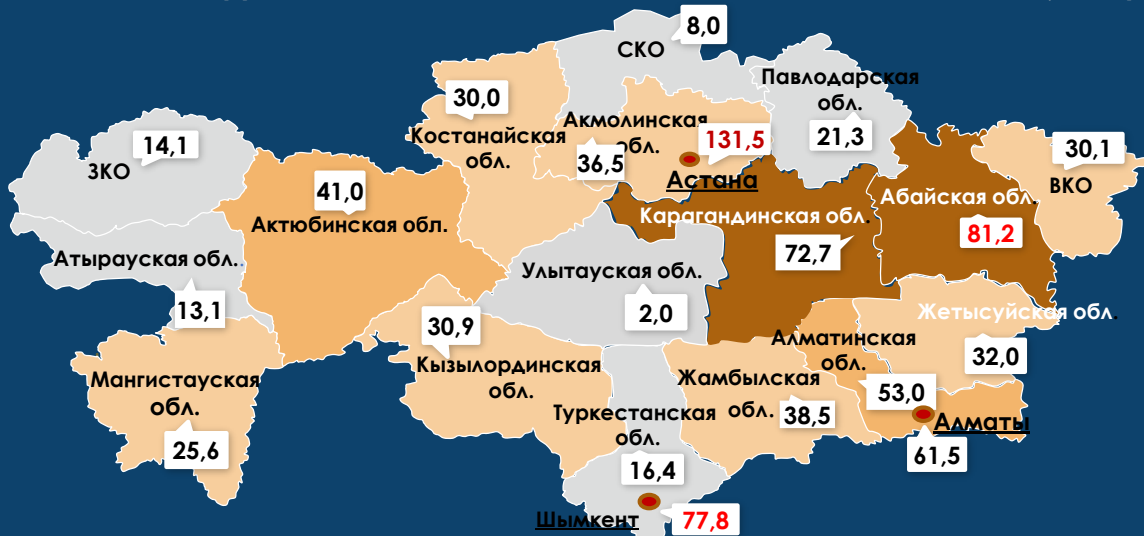 СКО
8,0
Павлодарская
обл.
21,3
30,0
Костанайская
обл.
Акмолинская
обл.
36,5
131,5
Астана
14,1
ЗКО
41,0
Актюбинская обл.
30,1
ВКО
Абайская обл.
81,2
Карагандинская обл.
72,7
Атырауская обл.
13,1
Улытауская обл.
2,0
Жетысуйская обл.
32,0
30,9
Кызылординская
обл.
Алматинская
обл.
53,0
Мангистауская
обл.
25,6
Жамбылская
обл.
38,5
Туркестанская
обл.
16,4
Алматы
61,5
Шымкент
77,8